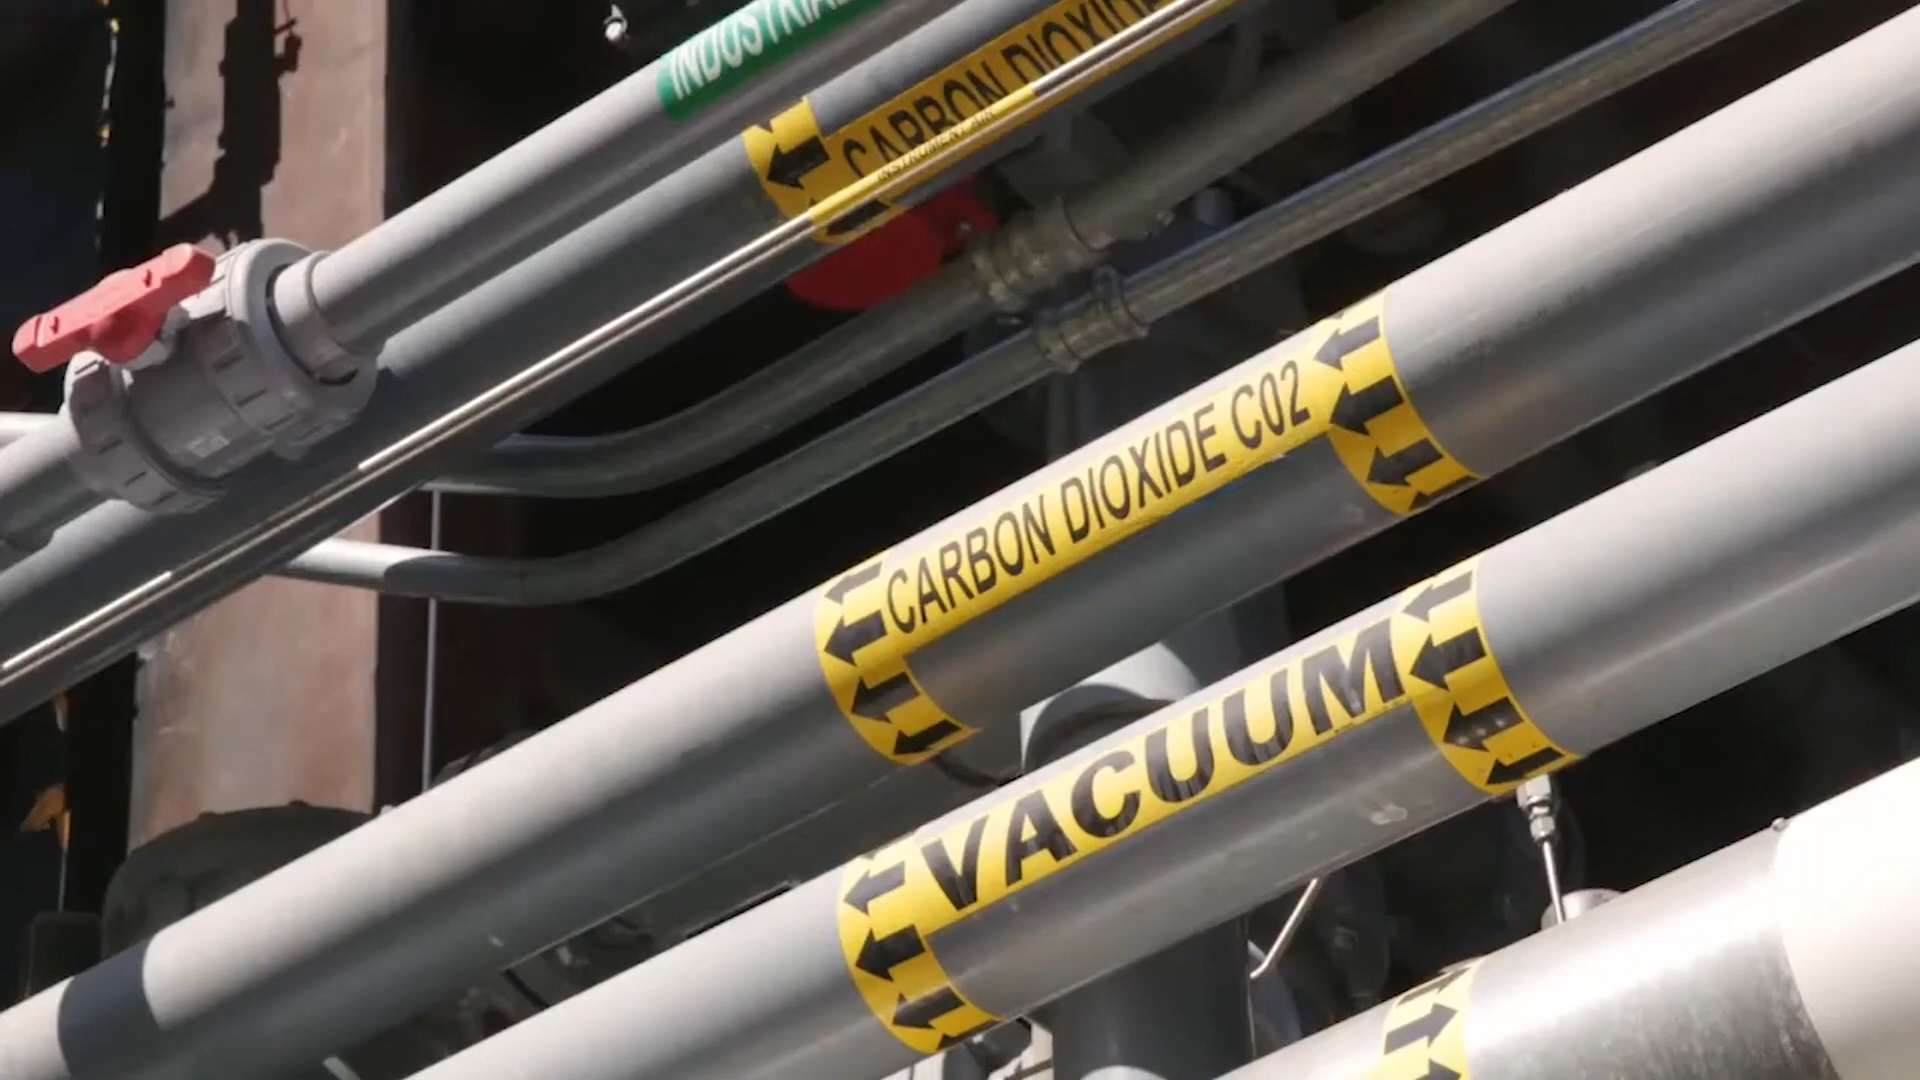 INDUSTRIAL
CARBON DIOXIDE
INSTRUMENT AIR
CARBON DIOXIDE C02
VACUUM